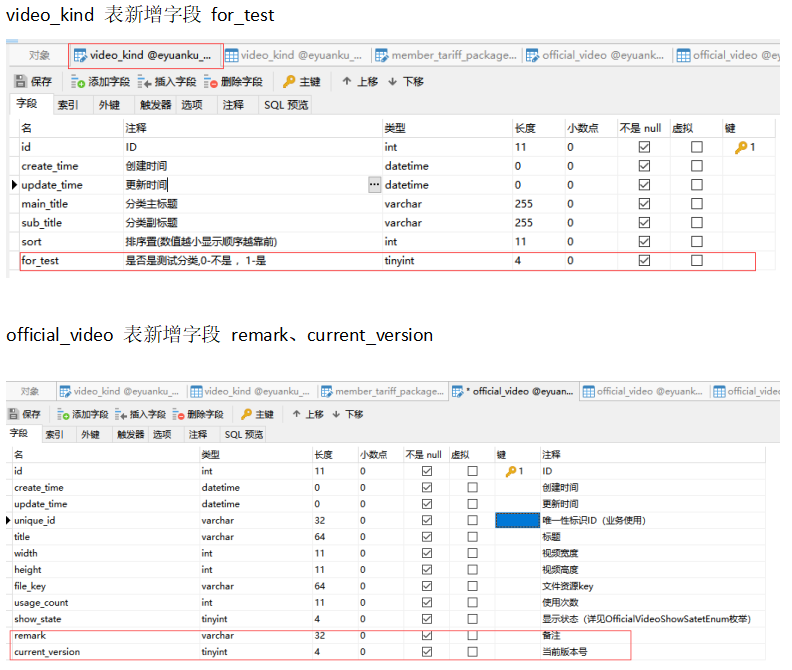 video_kind 表新增字段 for_test
对象 video_kind @eyuanku_... video_kind @eyuanku_... member_tariff_package... official_video @eyuank... official_video @ey
保存 添加字段 插入字段 删除字段 主键 上移 下移
字段 索引 外键 触发器 选项 注释 SQL 预览
名 注释 类型 长度 小数点 不是 null 虚拟 键
id ID int 11 0 1
create_time 创建时间 datetime 0 0
update_time 更新时间 ... datetime 0 0
main_title 分类主标题 varchar 255 0
sub_title 分类副标题 varchar 255 0
sort 排序置(数值越小显示顺序越靠前) int 11 0
for_test 是否是测试分类,0-不是 ，1-是 tinyint 4 0
official_video 表新增字段 remark、current_version
对象 video_kind @eyuanku_... video_kind @eyuanku_... member_tariff_package... * official_video @eyuan... official_video @eyuank... official_vide
保存 添加字段 插入字段 删除字段 主键 上移 下移
字段 索引 外键 触发器 选项 注释 SQL 预览
名 类型 长度 小数点 不是 null 虚拟 键 注释
id int 11 0 1 ID
create_time datetime 0 0 创建时间
update_time datetime 0 0 更新时间
unique_id varchar 32 0 唯一性标识ID（业务使用）
title varchar 64 0 标题
width int 11 0 视频宽度
height int 11 0 视频高度
file_key varchar 64 0 文件资源key
usage_count int 11 0 使用次数
show_state tinyint 4 0 显示状态（详见OfficialVideoShowSatetEnum枚举）
remark varchar 32 0 备注
current_version tinyint 4 0 当前版本号